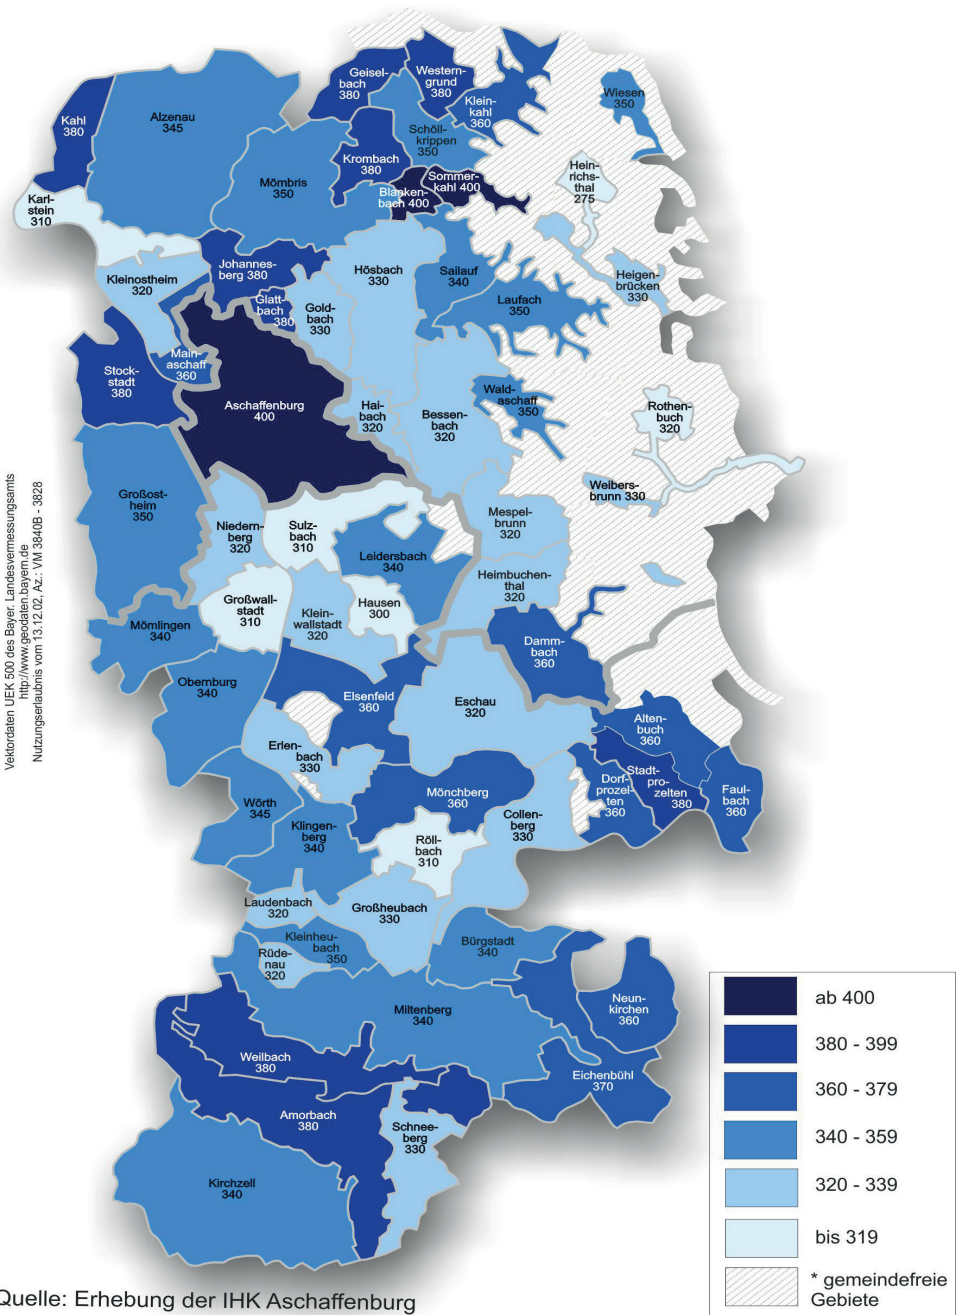 Geisel-
bach
380
Western-
grund
380
Klein-
kahl
360
Wiesen
350
Kahl
380
Alzenau
345
Schöll-
krippen
350
Krombach
380
Sommer-
kahl 400
Blanken-
bach 400
Hein-
richs-
thal
275
Mömbris
350
Karl-
stein
310
Johannes-
berg 380
Hösbach
330
Sailauf
340
Heigen-
brücken
330
Kleinostheim
320
Glatt-
bach
380
Gold-
bach
330
Laufach
350
Main-
aschaff
360
Stock-
stadt
380
Aschaffenburg
400
Hai-
bach
320
Bessen-
bach
320
Wald-
aschaff
350
Rothen-
buch
320
Weibers-
brunn 330
Großost-
heim
350
Niedern-
berg
320
Sulz-
bach
310
Mespel-
brunn
320
Leidersbach
340
Heimbuchen-
thal
320
Großwall-
stadt
310
Klein-
wallstadt
320
Hausen
300
Mömlingen
340
Damm-
bach
360
Obernburg
340
Elsenfeld
360
Eschau
320
Alten-
buch
360
Erlen-
bach
330
Stadt-
pro-
zelten
380
Dorf-
prozel-
ten
360
Faul-
bach
360
Mönchberg
360
Wörth
345
Collen-
berg
330
Klingen-
berg
340
Röll-
bach
310
Laudenbach
320
Großheubach
330
Kleinheu-
bach
350
Bürgstadt
340
Rüde-
nau
320
Neun-
kirchen
360
Miltenberg
340
Weilbach
380
Eichenbühl
370
Amorbach
380
Schnee-
berg
330
Kirchzell
340
Vektordaten UEK 500 des Bayer. Landesvermessungsamts
http://www.geodaten.bayern.de
Nutzungserlaubnis vom 13.12.02, Az.: VM 3840B - 3828
ab 400
380 - 399
360 - 379
340 - 359
320 - 339
bis 319
* gemeindefreie
Gebiete
Quelle: Erhebung der IHK Aschaffenburg